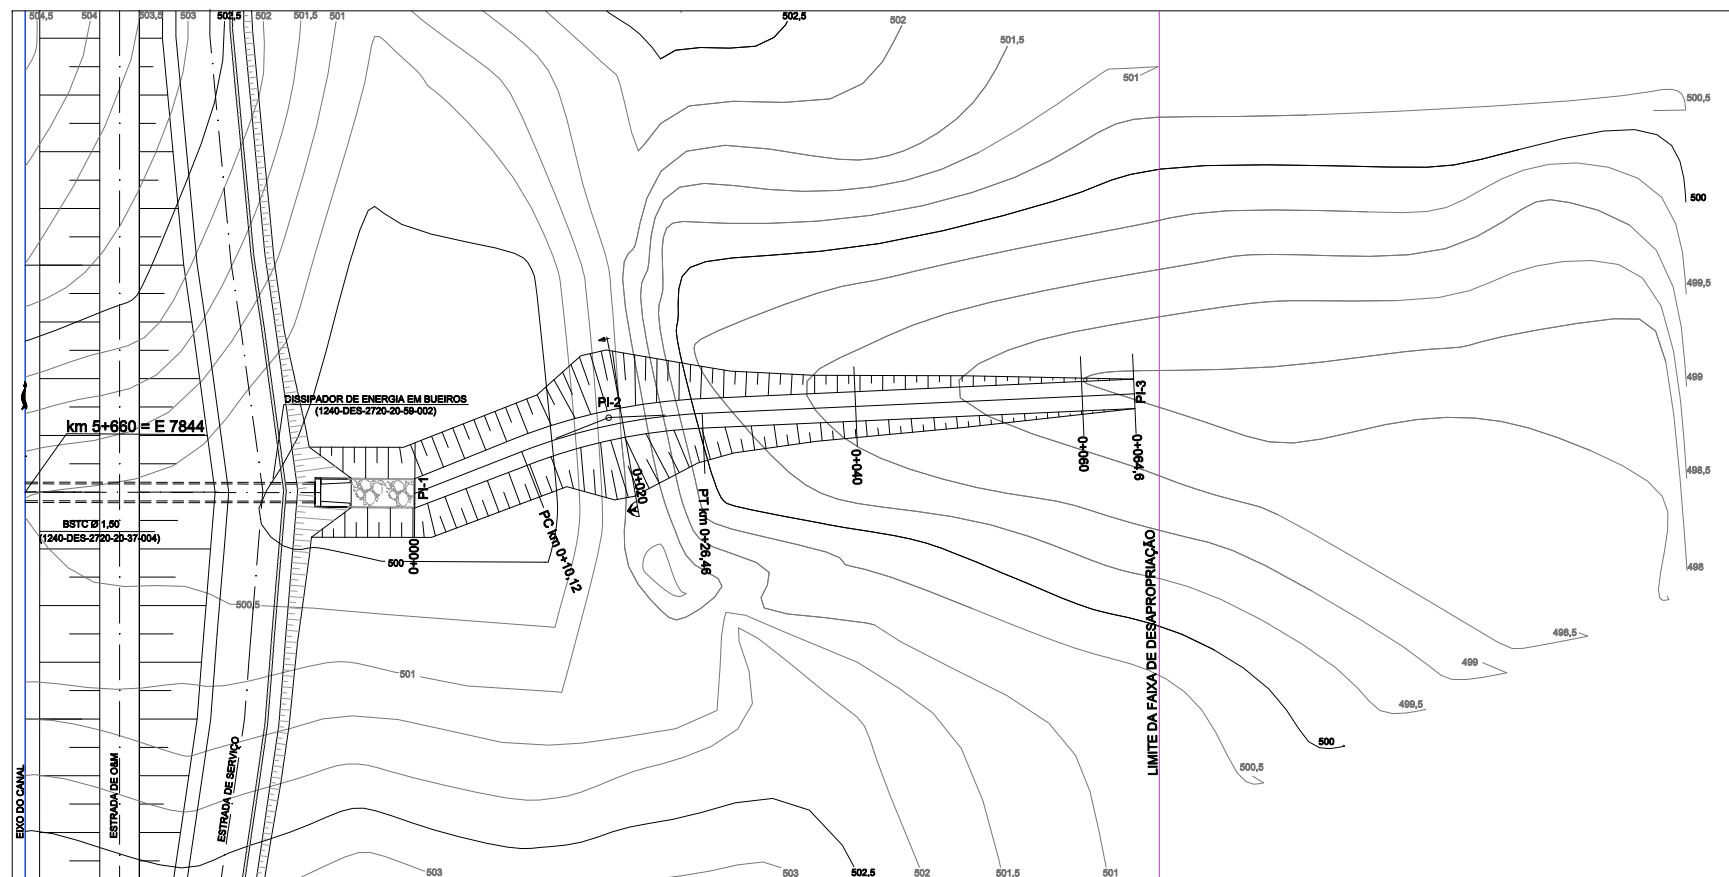 504,5
504
503,5
503
502,5
502
501,5
501
502,5
502
501,5
501
500,5
500
499,5
499
498,5
498
DISSIPADOR DE ENERGIA EM BUEIROS
(1240-DES-2720-20-59-002)
km 5+660 = E 7844
BSTC Ø 1,50
(1240-DES-2720-20-37-004)
PI-1
PI-2
PI-3
0+000
PC km 0+10,12
0+020
PT km 0+26,46
0+040
0+060
0+064,6
LIMITE DA FAIXA DE DESAPROPRIAÇÃO
500
500,5
501
498,5
499
499,5
500
500,5
EIXO DO CANAL
ESTRADA DE O&M
ESTRADA DE SERVIÇO
503
503
502,5
502
501,5
501